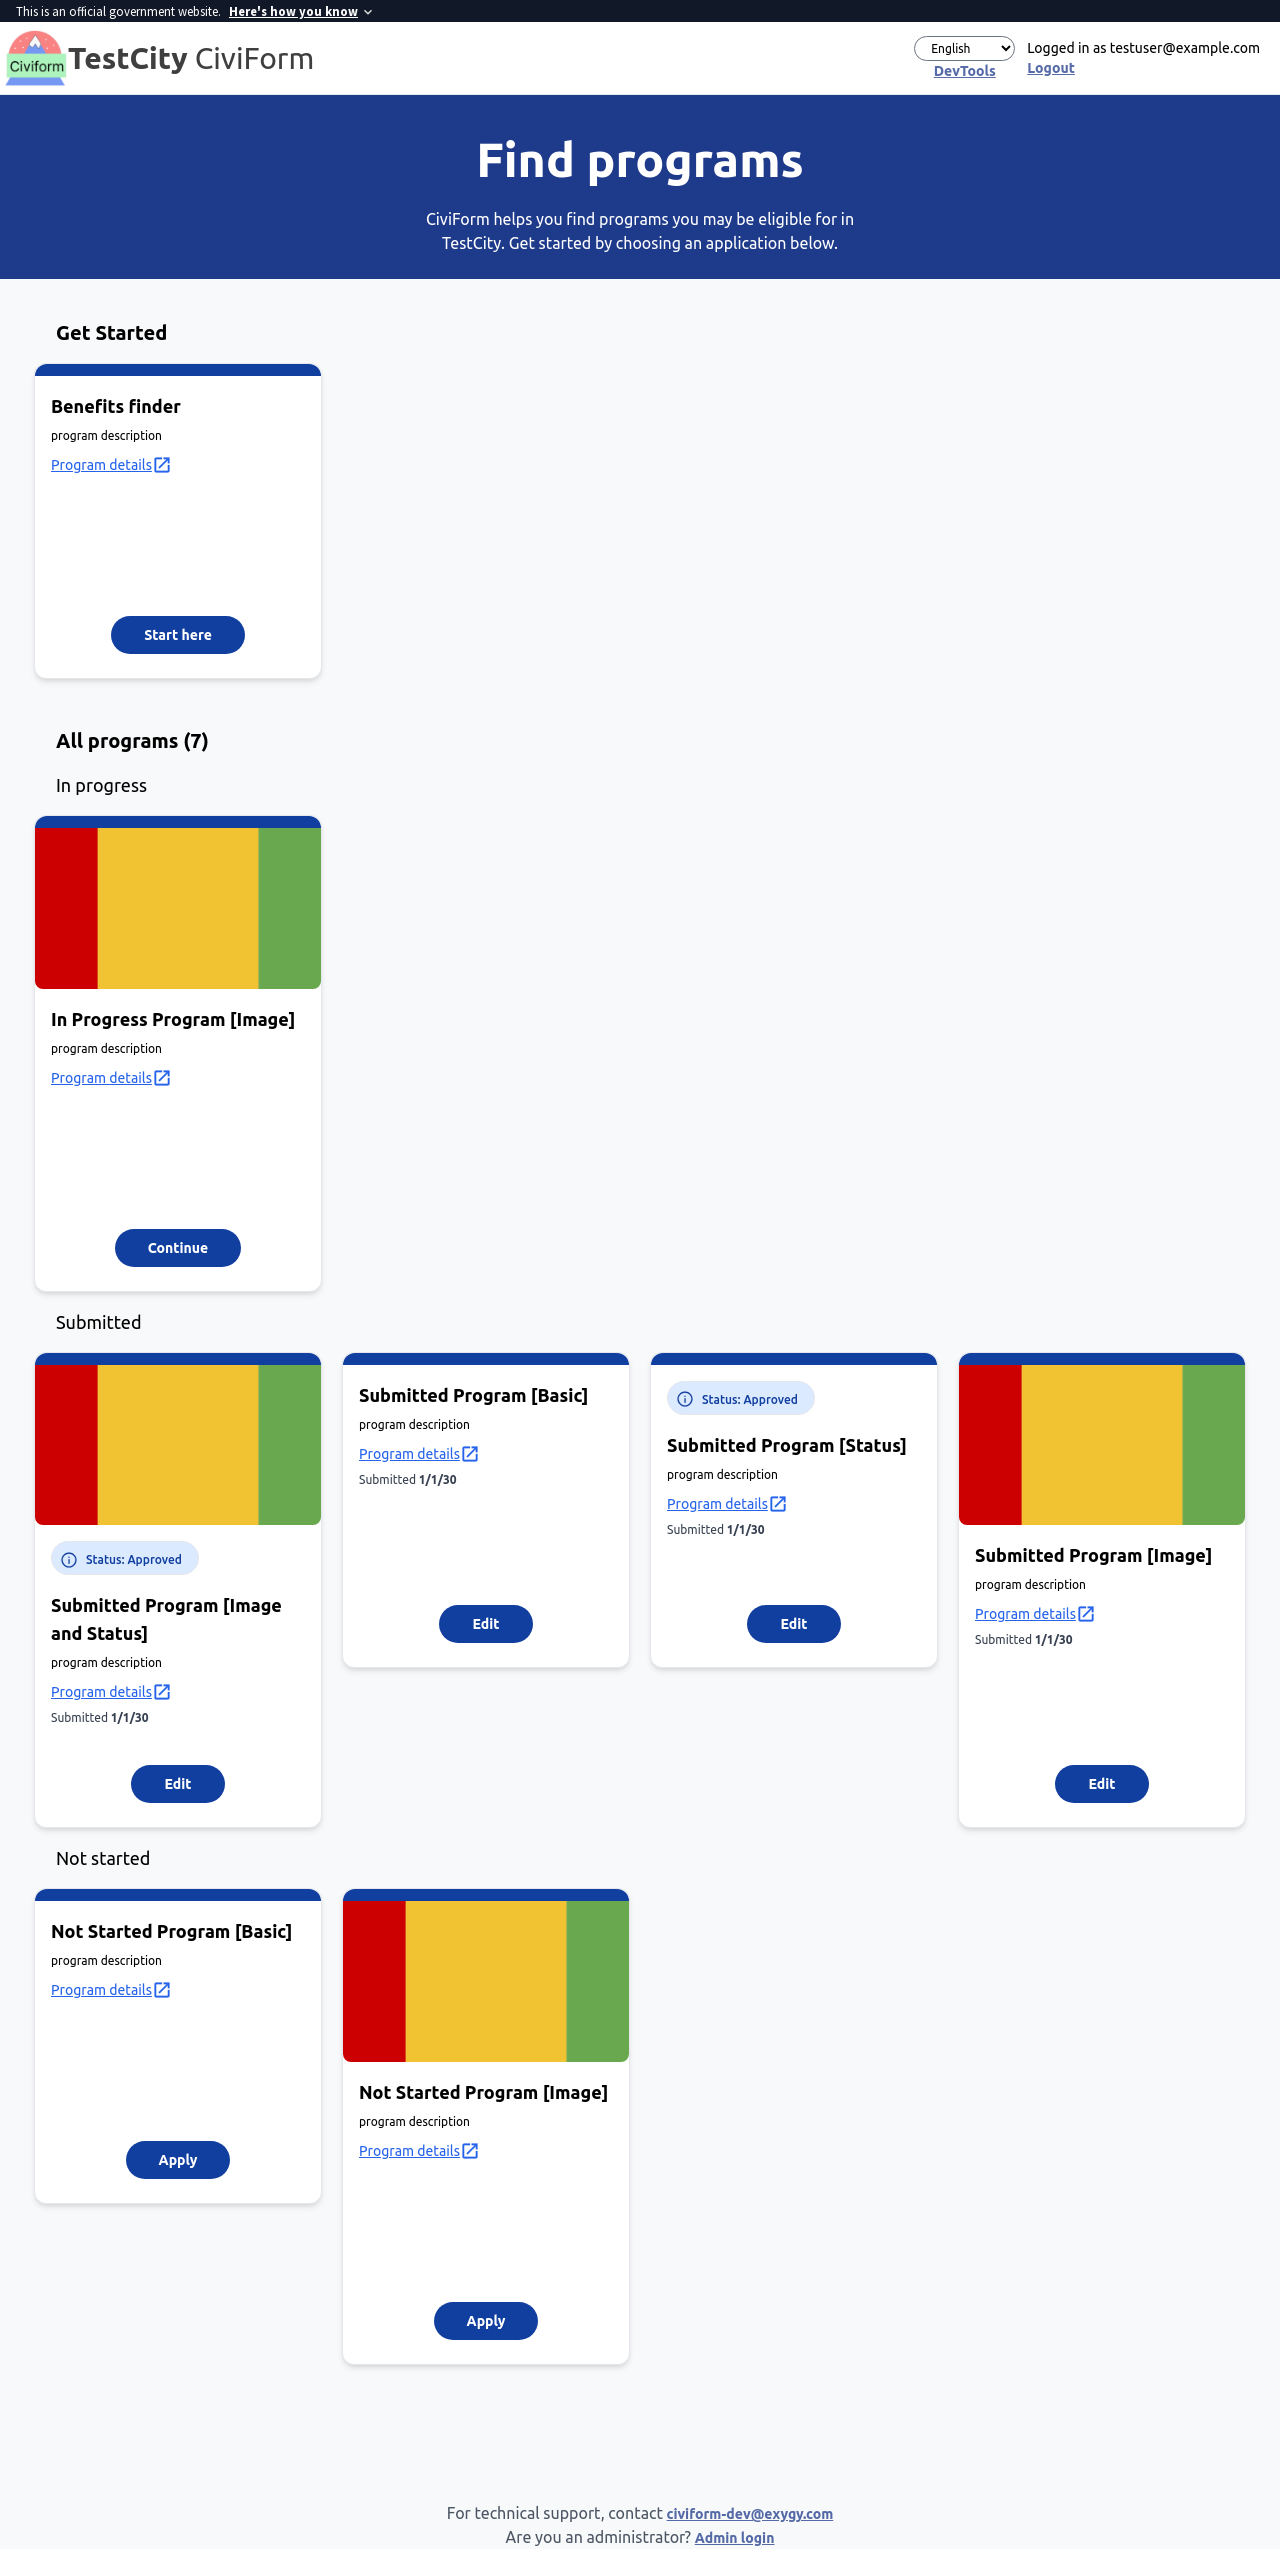 This is an official government website. Here's how you know
Civiform
TestCity CiviForm
English
DevTools
Logged in as testuser@example.com
Logout
Find programs
CiviForm helps you find programs you may be eligible for in
TestCity. Get started by choosing an application below.
Get Started
Benefits finder
program description
Program details
Start here
All programs (7)
In progress
In Progress Program [Image]
program description
Program details
Continue
Submitted
Status: Approved
Submitted Program [Image
and Status]
program description
Program details
Submitted 1/1/30
Edit
Submitted Program [Basic]
program description
Program details
Submitted 1/1/30
Edit
Status: Approved
Submitted Program [Status]
program description
Program details
Submitted 1/1/30
Edit
Submitted Program [Image]
program description
Program details
Submitted 1/1/30
Edit
Not started
Not Started Program [Basic]
program description
Program details
Apply
Not Started Program [Image]
program description
Program details
Apply
For technical support, contact civiform-dev@exygy.com
Are you an administrator? Admin login